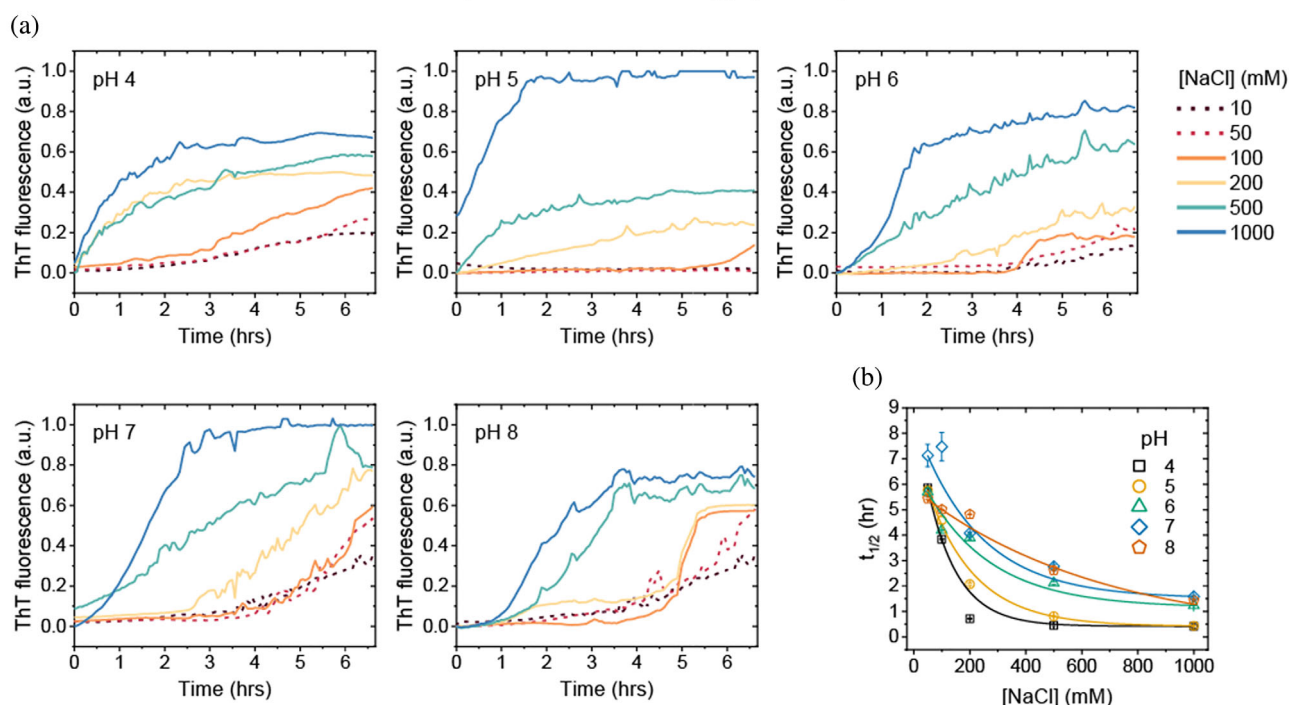 (a)
pH 4
ThT fluorescence (a.u.)
1.0
0.8
0.6
0.4
0.2
0.0
0 1 2 3 4 5 6
Time (hrs)
pH 5
ThT fluorescence (a.u.)
1.0
0.8
0.6
0.4
0.2
0.0
0 1 2 3 4 5 6
Time (hrs)
pH 6
ThT fluorescence (a.u.)
1.0
0.8
0.6
0.4
0.2
0.0
0 1 2 3 4 5 6
Time (hrs)
[NaCl] (mM)
10
50
100
200
500
1000
pH 7
ThT fluorescence (a.u.)
1.0
0.8
0.6
0.4
0.2
0.0
0 1 2 3 4 5 6
Time (hrs)
pH 8
ThT fluorescence (a.u.)
1.0
0.8
0.6
0.4
0.2
0.0
0 1 2 3 4 5 6
Time (hrs)
(b)
t1/2 (hr)
9
8
7
6
5
4
3
2
1
0
pH
4
5
6
7
8
0 200 400 600 800 1000
[NaCl] (mM)